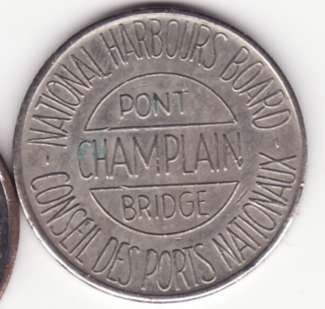 NATIONAL HARBOURS BOARD
PONT
CHAMPLAIN
BRIDGE
CONSEIL DES PORTS NATIONAUX